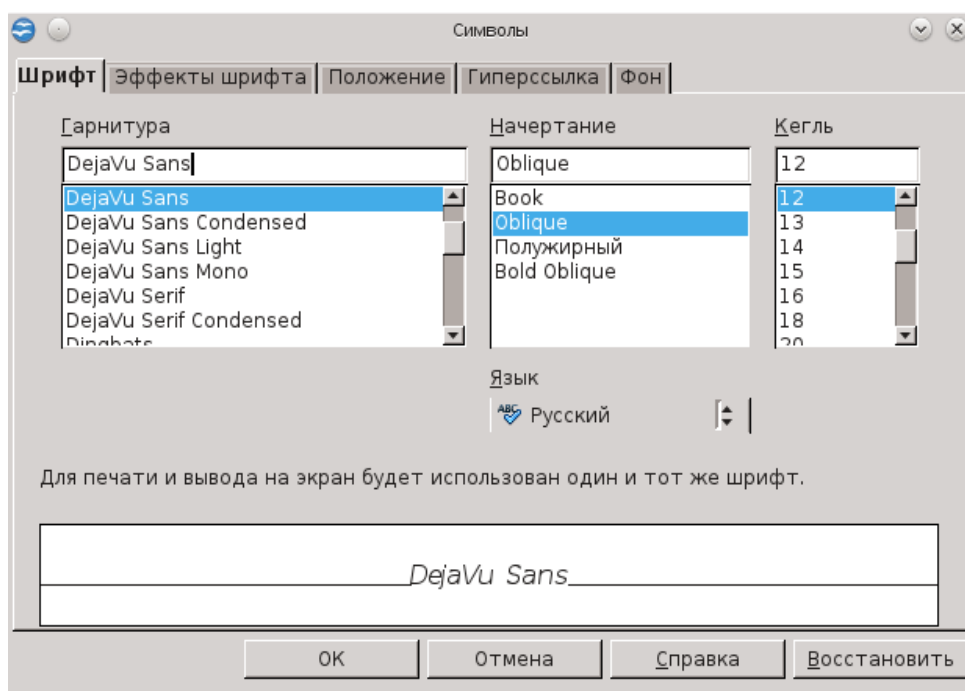 Символы
Шрифт Эффекты шрифта Положение Гиперссылка Фон
Гарнитура Начертание Кегль
DejaVu Sans Oblique 12
DejaVu Sans Book 12
DejaVu Sans Condensed Oblique 13
DejaVu Sans Light Полужирный 14
DejaVu Sans Mono Bold Oblique 15
DejaVu Serif 16
DejaVu Serif Condensed 18
Dingbats 20
Язык
ABC Русский
Для печати и вывода на экран будет использован один и тот же шрифт.
DejaVu Sans
OK Отмена Справка Восстановить